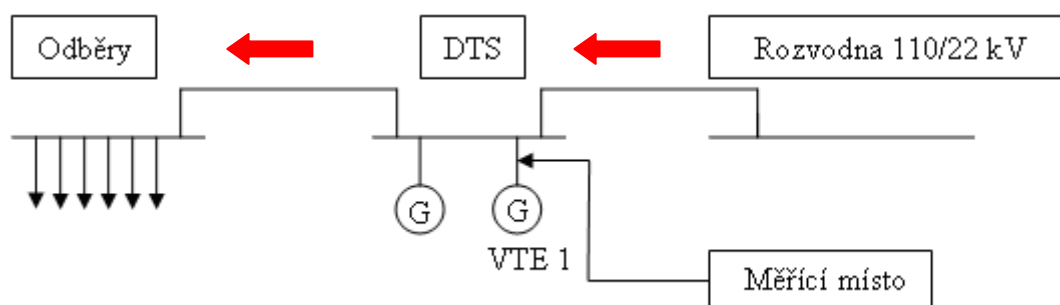 Odběry
DTS
Rozvodna 110/22 kV
G
G
VTE 1
Měřící místo